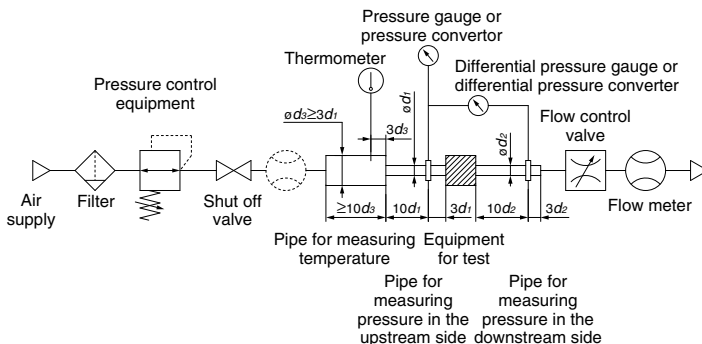 Pressure gauge or
pressure convertor
Thermometer
Differential pressure gauge or
differential pressure converter
Pressure control
equipment
ød₃≥3d₁
3d₃
ød₁
ød₂
Flow control
valve
Air
supply
Filter
Shut off
valve
≥10d₃
10d₁
3d₁
10d₂
3d₂
Flow meter
Pipe for measuring
temperature
Equipment
for test
Pipe for
measuring
pressure in the
upstream side
Pipe for
measuring
pressure in the
downstream side